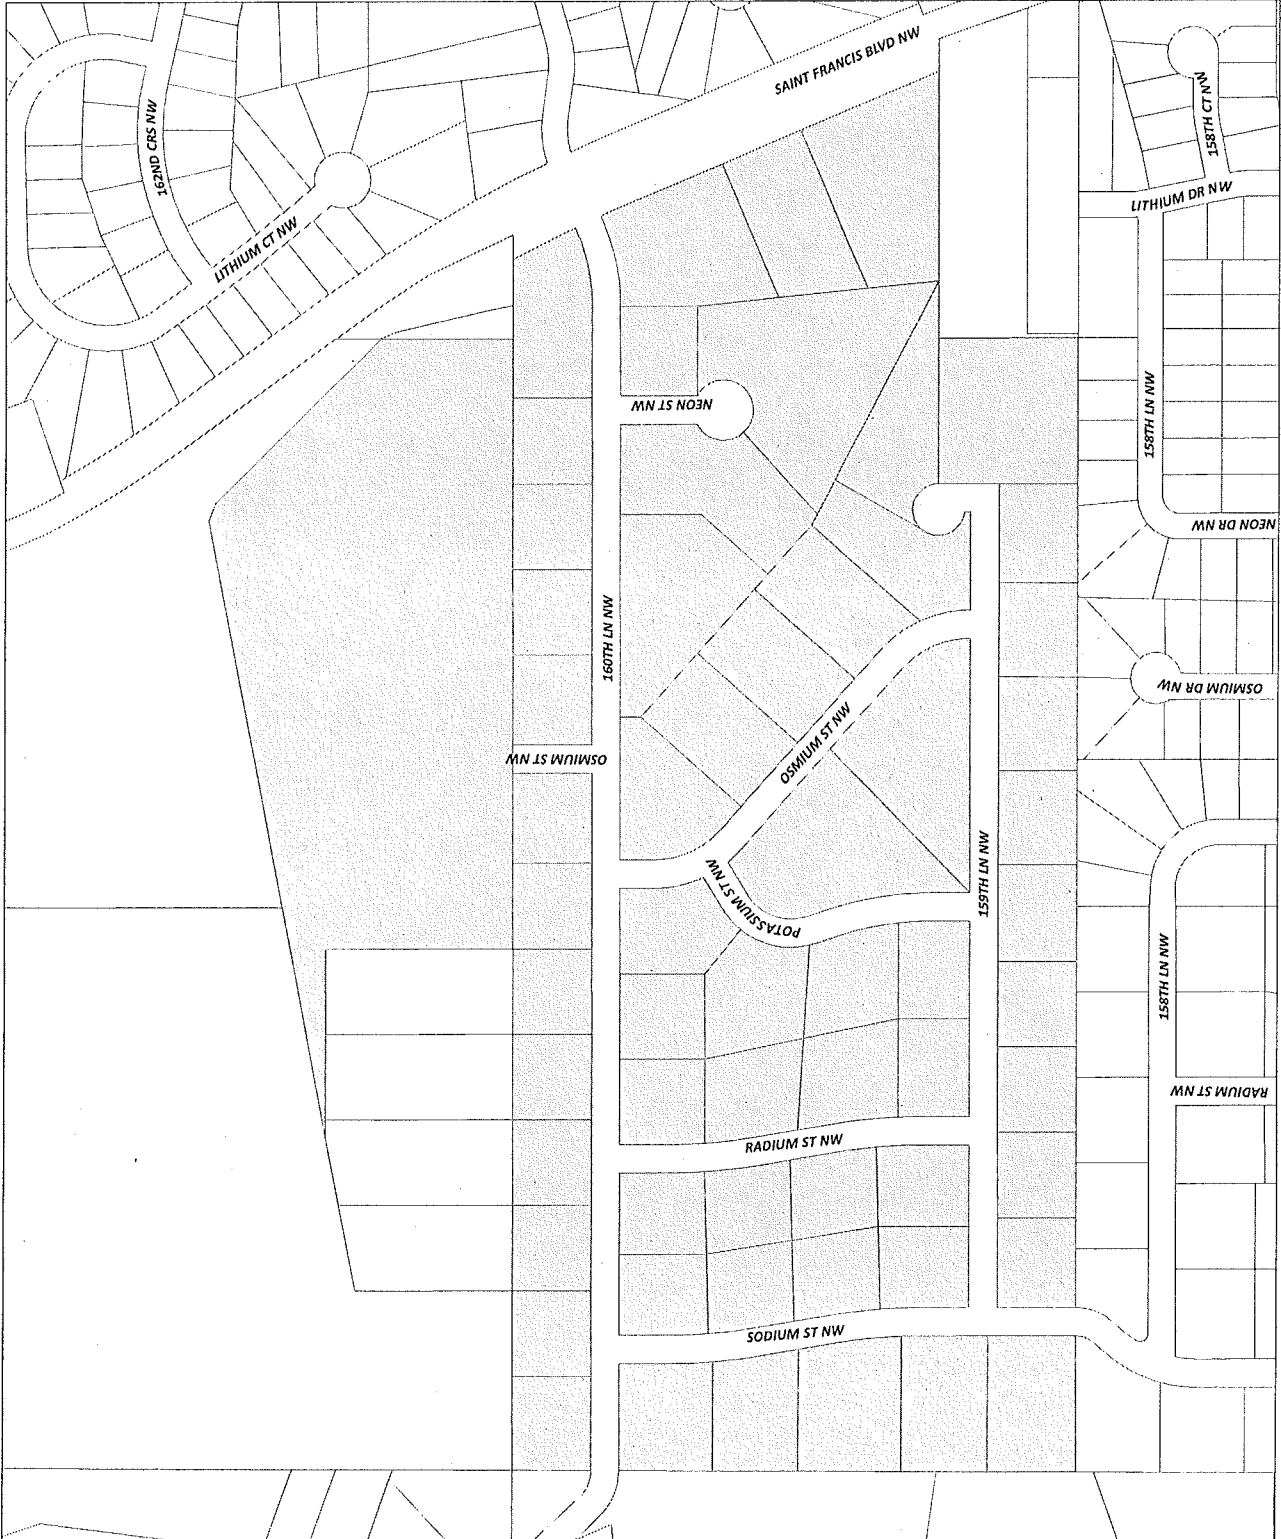 SAINT FRANCIS BLVD NW
162ND CRS NW
158TH CT NW
LITHIUM DR NW
LITHIUM CT NW
NEON ST NW
158TH LN NW
NEON DR NW
160TH LN NW
OSMIUM DR NW
OSMIUM ST NW
OSMIUM ST NW
159TH LN NW
POTASSIUM ST NW
158TH LN NW
RADIUM ST NW
RADIUM ST NW
SODIUM ST NW